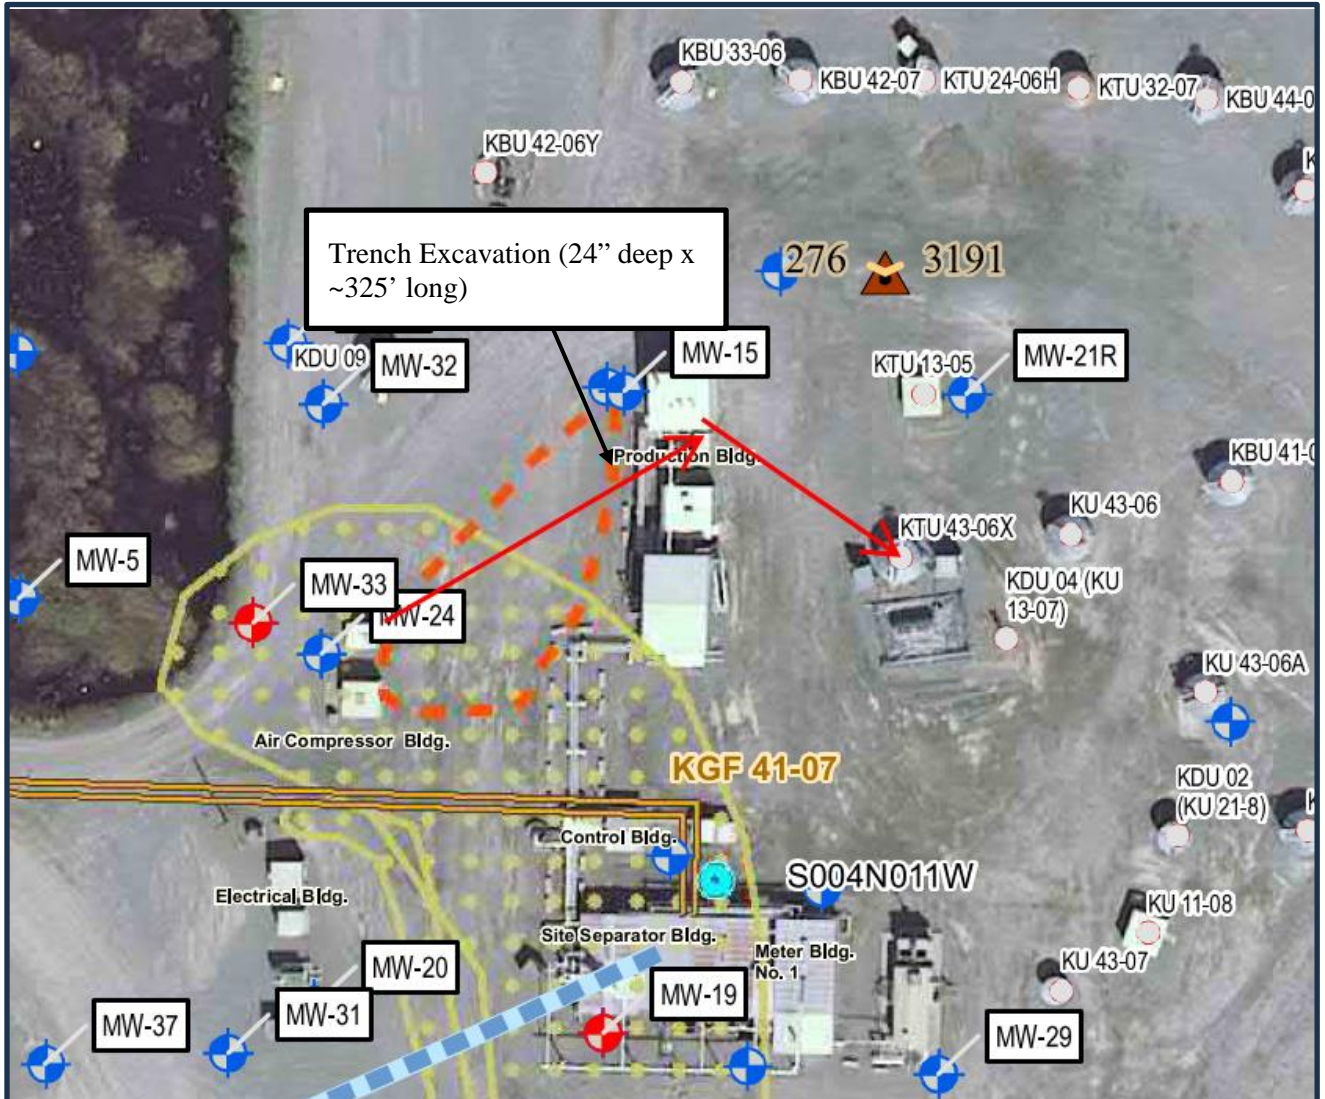 KBU 33-06
KBU 42-07
KTU 24-06H
KTU 32-07
KBU 44-0
K
KBU 42-06Y
Trench Excavation (24” deep x
~325’ long)
276
3191
KDU 09
MW-32
MW-15
KTU 13-05
MW-21R
Production Bldg.
KBU 41-0
KU 43-06
KTU 43-06X
MW-5
MW-33
MW-24
KDU 04 (KU
13-07)
KU 43-06A
Air Compressor Bldg.
KGF 41-07
KDU 02
(KU 21-8)
K
Control Bldg.
S004N011W
Electrical Bldg.
KU 11-08
Site Separator Bldg.
Meter Bldg.
No. 1
KU 43-07
MW-20
MW-19
MW-31
MW-37
MW-29